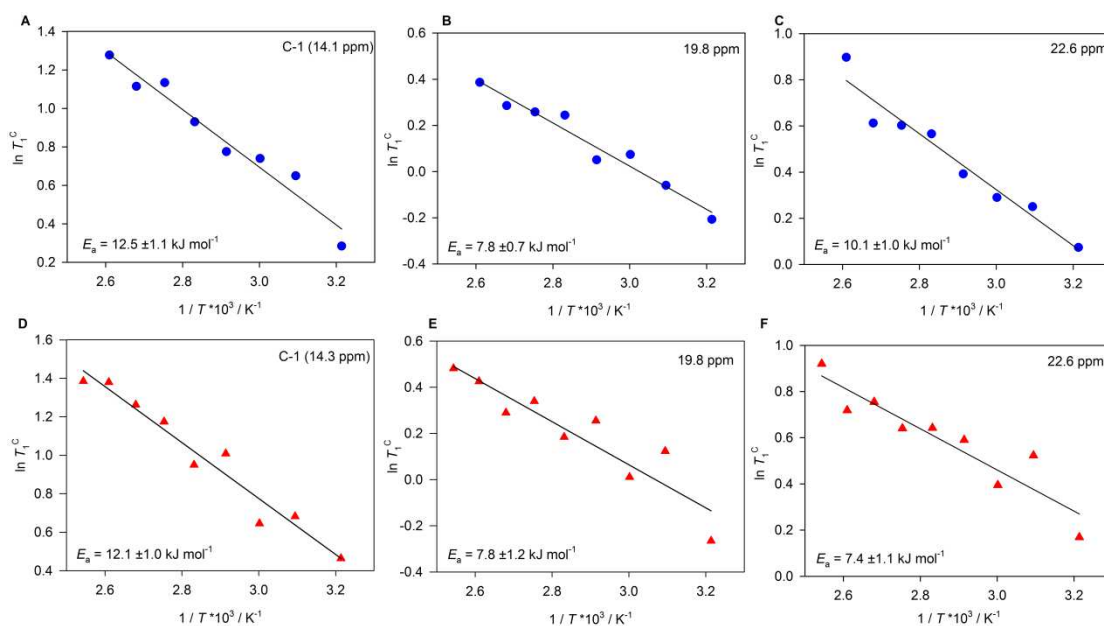 A
C-1 (14.1 ppm)
ln T₁ᶜ
1.4
1.2
1.0
0.8
0.6
0.4
0.2
Eₐ = 12.5 ±1.1 kJ mol⁻¹
2.6 2.8 3.0 3.2
1 / T *10³ / K⁻¹
B
19.8 ppm
ln T₁ᶜ
0.6
0.4
0.2
0.0
-0.2
-0.4
Eₐ = 7.8 ±0.7 kJ mol⁻¹
2.6 2.8 3.0 3.2
1 / T *10³ / K⁻¹
C
22.6 ppm
ln T₁ᶜ
1.0
0.8
0.6
0.4
0.2
0.0
Eₐ = 10.1 ±1.0 kJ mol⁻¹
2.6 2.8 3.0 3.2
1 / T *10³ / K⁻¹
D
C-1 (14.3 ppm)
ln T₁ᶜ
1.6
1.4
1.2
1.0
0.8
0.6
0.4
Eₐ = 12.1 ±1.0 kJ mol⁻¹
2.6 2.8 3.0 3.2
1 / T *10³ / K⁻¹
E
19.8 ppm
ln T₁ᶜ
0.6
0.4
0.2
0.0
-0.2
-0.4
Eₐ = 7.8 ±1.2 kJ mol⁻¹
2.6 2.8 3.0 3.2
1 / T *10³ / K⁻¹
F
22.6 ppm
ln T₁ᶜ
1.0
0.8
0.6
0.4
0.2
0.0
Eₐ = 7.4 ±1.1 kJ mol⁻¹
2.6 2.8 3.0 3.2
1 / T *10³ / K⁻¹